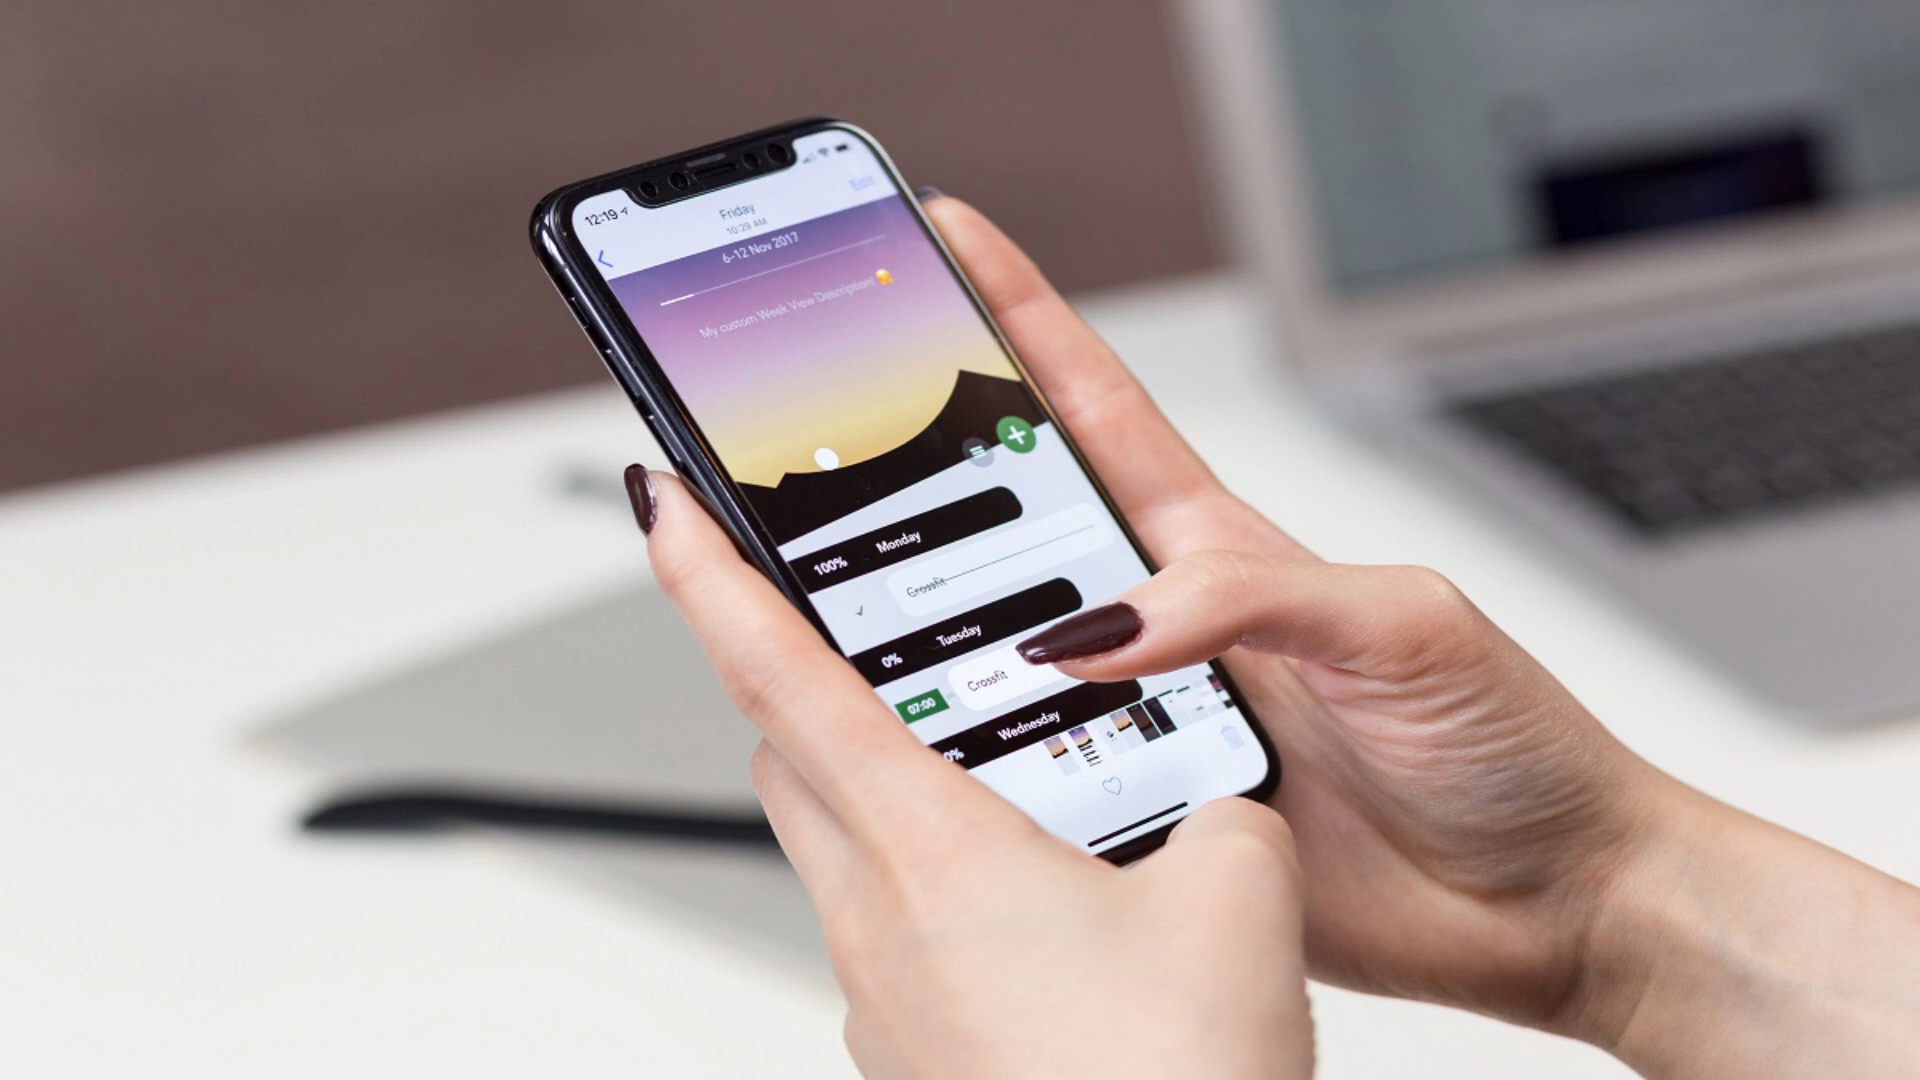 12:19
Edit
Friday
10:29 AM
6-12 Nov 2017
My custom Week View Description!
100% Monday
Crossfit
0% Tuesday
07:00 Crossfit
0% Wednesday